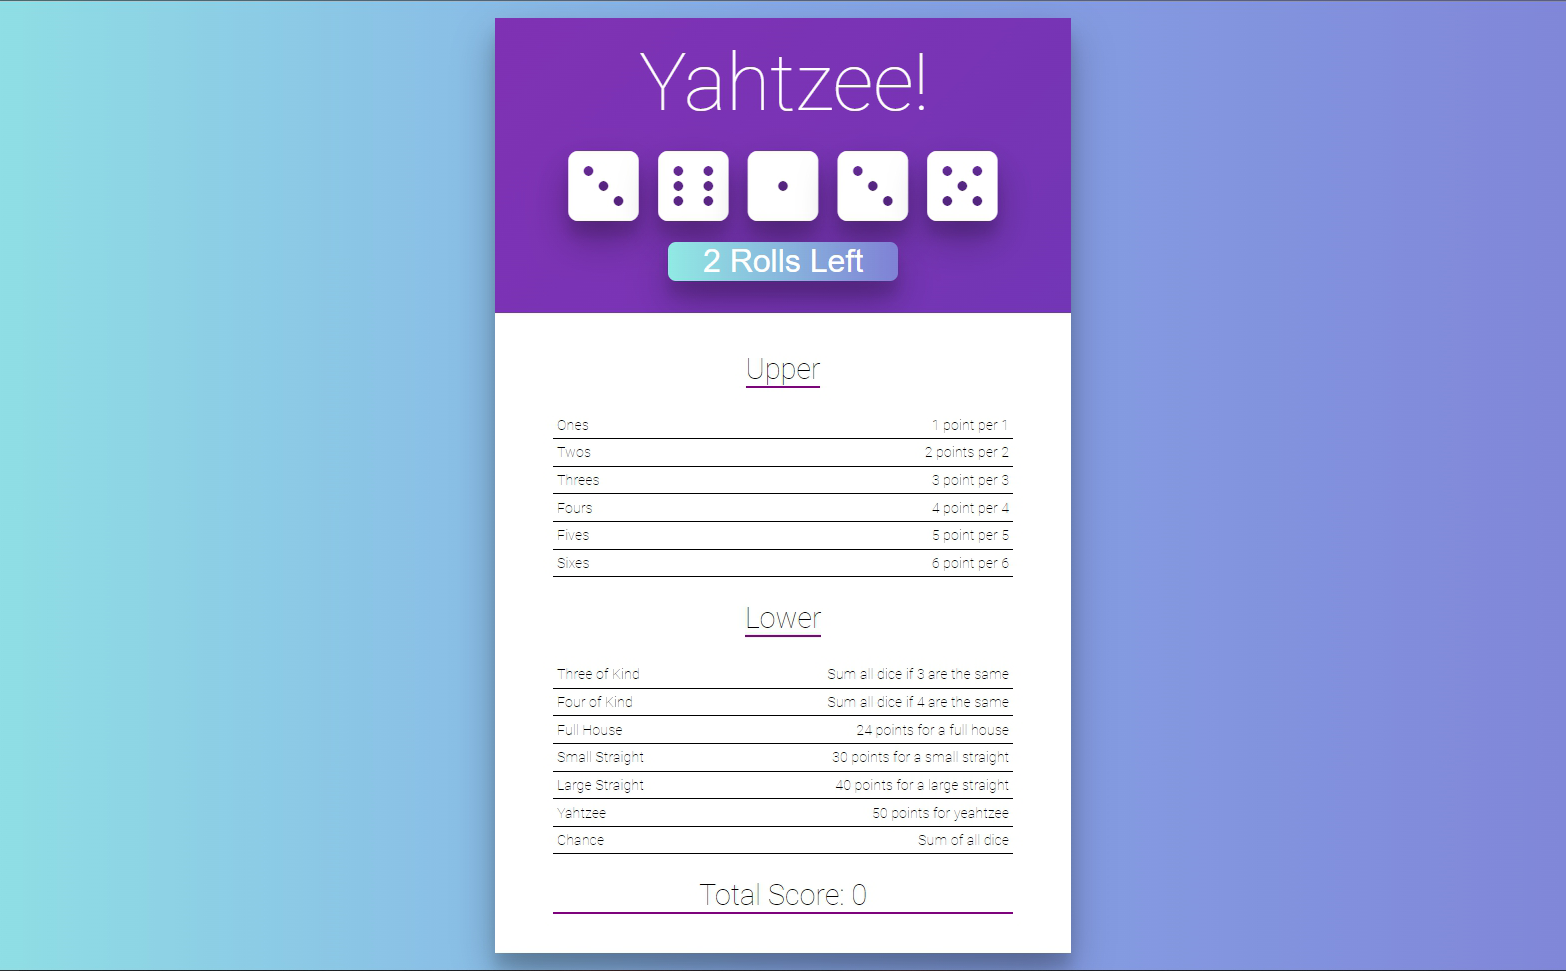 Yahtzee!
2 Rolls Left
Upper
Ones 1 point per 1
Twos 2 points per 2
Threes 3 point per 3
Fours 4 point per 4
Fives 5 point per 5
Sixes 6 point per 6
Lower
Three of Kind Sum all dice if 3 are the same
Four of Kind Sum all dice if 4 are the same
Full House 24 points for a full house
Small Straight 30 points for a small straight
Large Straight 40 points for a large straight
Yahtzee 50 points for yeahtzee
Chance Sum of all dice
Total Score: 0